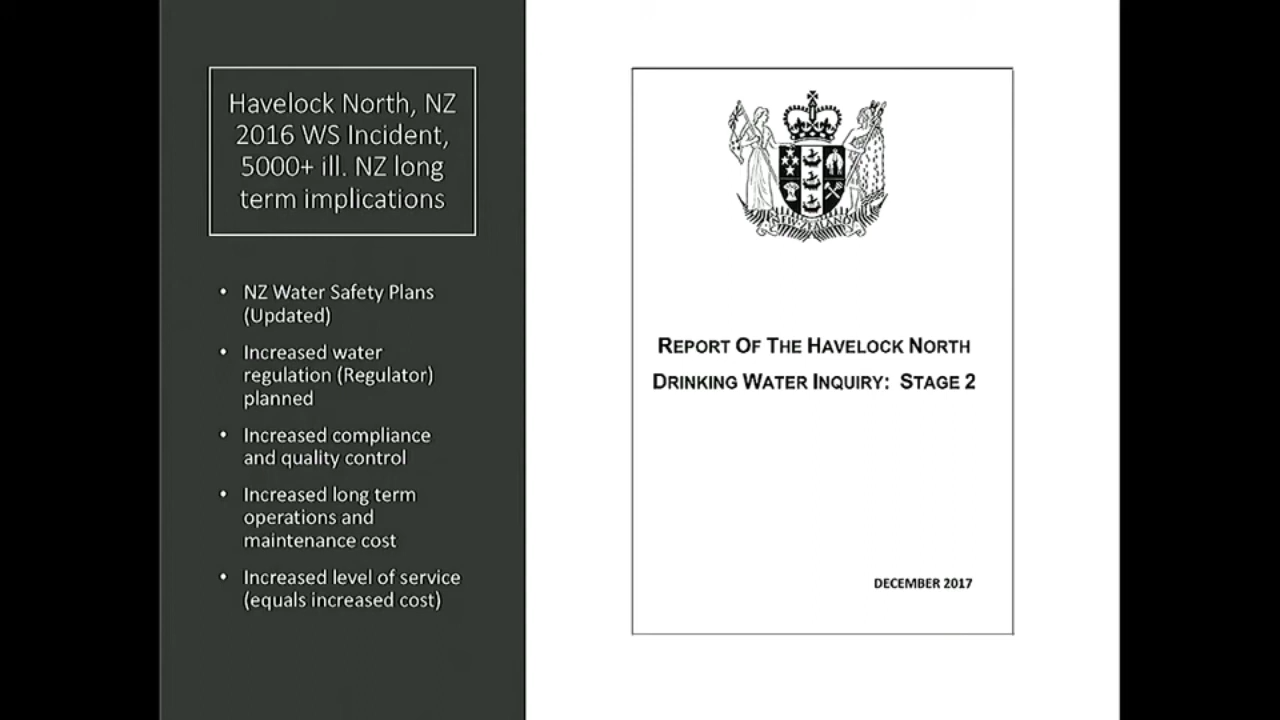 Havelock North, NZ
2016 WS Incident,
5000+ ill. NZ long
term implications
• NZ Water Safety Plans
(Updated)
• Increased water
regulation (Regulator)
planned
• Increased compliance
and quality control
• Increased long term
operations and
maintenance cost
• Increased level of service
(equals increased cost)
NEW ZEALAND
REPORT OF THE HAVELOCK NORTH
DRINKING WATER INQUIRY: STAGE 2
DECEMBER 2017